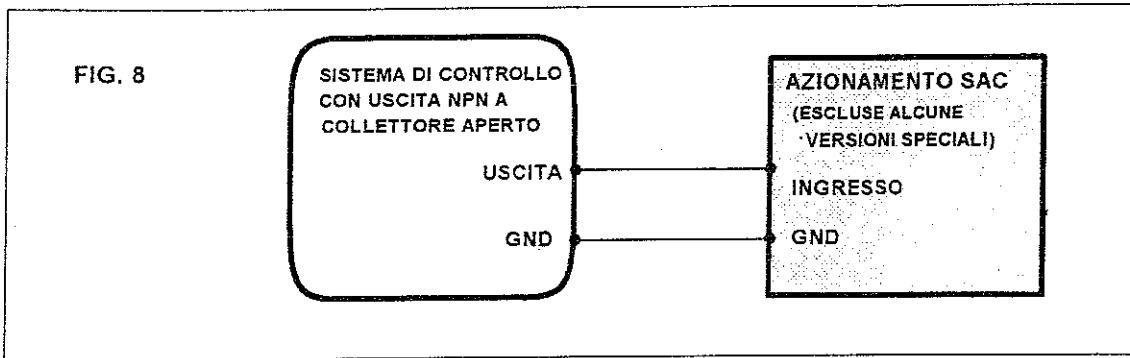 FIG. 8
SISTEMA DI CONTROLLO
CON USCITA NPN A
COLLETTORE APERTO
USCITA
GND
AZIONAMENTO SAC
(ESCLUSE ALCUNE
VERSIONI SPECIALI)
INGRESSO
GND